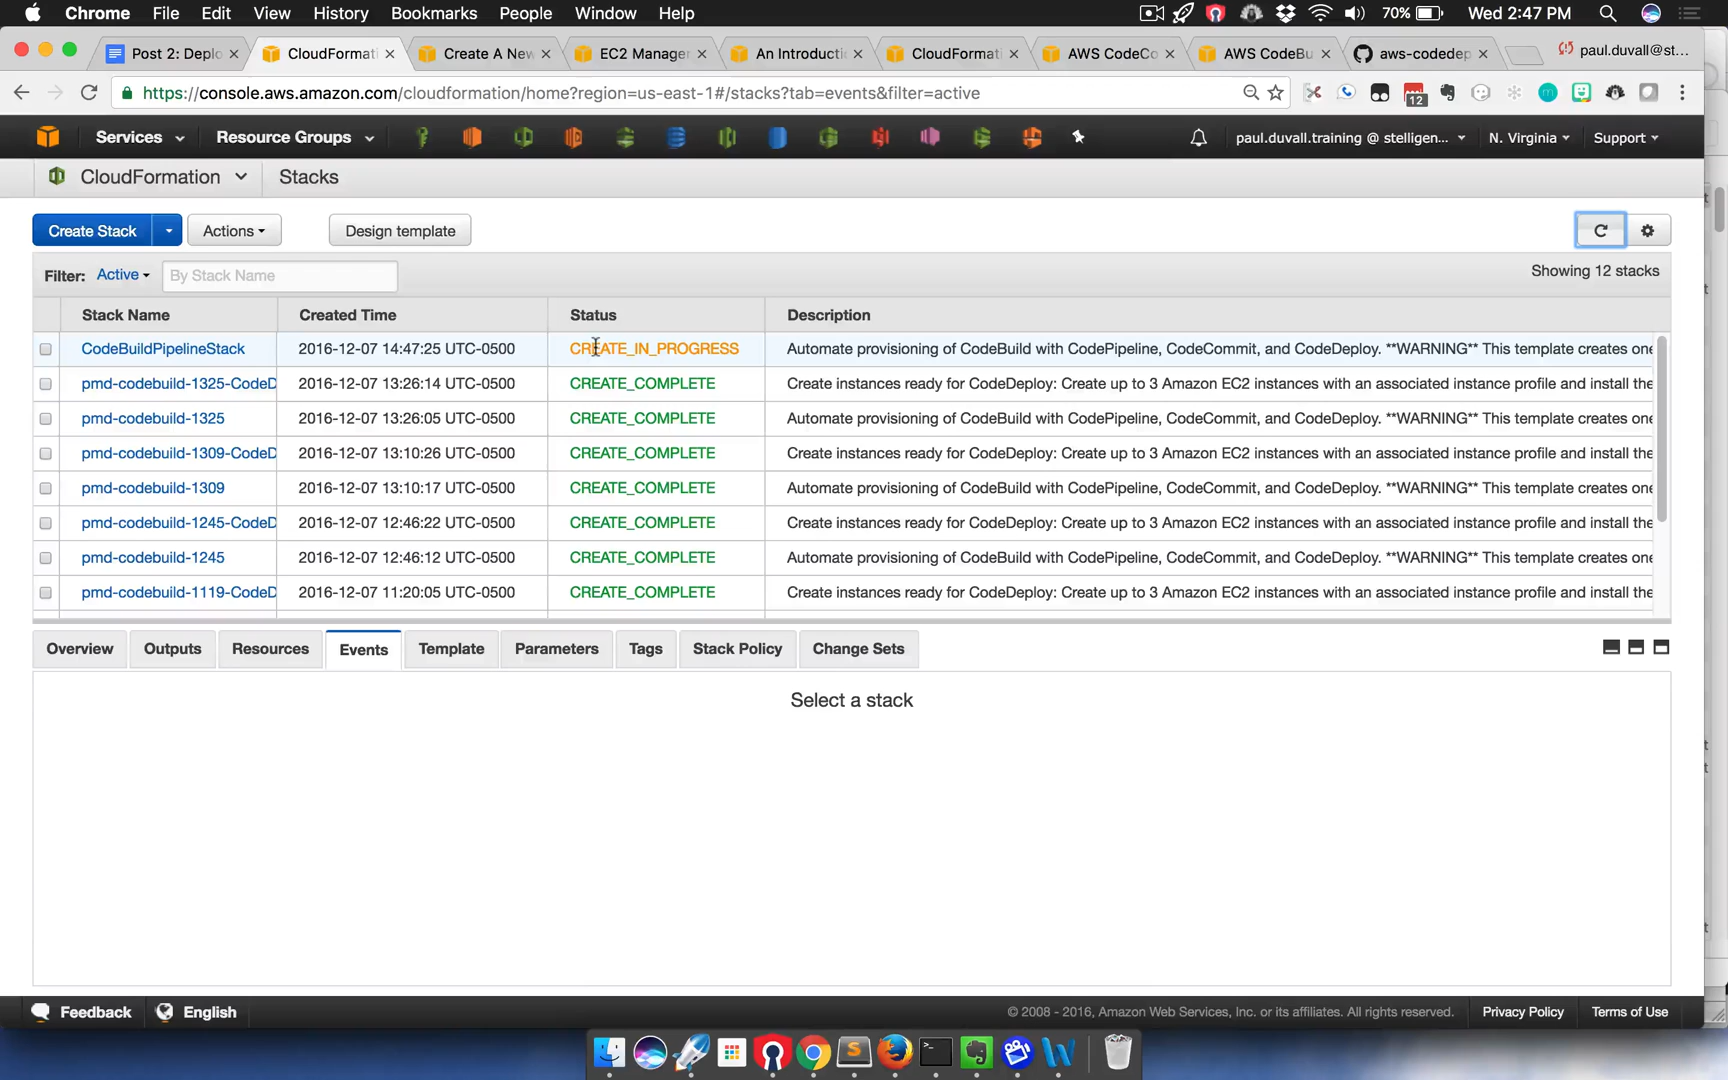 Chrome File Edit View History Bookmarks People Window Help 70% Wed 2:47 PM
Post 2: Deplo CloudFormati Create A New EC2 Manager An Introducti CloudFormati AWS CodeCo AWS CodeBu aws-codedep paul.duvall@st...
https://console.aws.amazon.com/cloudformation/home?region=us-east-1#/stacks?tab=events&filter=active 12
Services Resource Groups paul.duvall.training @ stelligen... N. Virginia Support
CloudFormation Stacks
Create Stack Actions Design template
Filter: Active By Stack Name Showing 12 stacks
Stack Name Created Time Status Description
CodeBuildPipelineStack 2016-12-07 14:47:25 UTC-0500 CREATE_IN_PROGRESS Automate provisioning of CodeBuild with CodePipeline, CodeCommit, and CodeDeploy. **WARNING** This template creates one
pmd-codebuild-1325-CodeD 2016-12-07 13:26:14 UTC-0500 CREATE_COMPLETE Create instances ready for CodeDeploy: Create up to 3 Amazon EC2 instances with an associated instance profile and install the
pmd-codebuild-1325 2016-12-07 13:26:05 UTC-0500 CREATE_COMPLETE Automate provisioning of CodeBuild with CodePipeline, CodeCommit, and CodeDeploy. **WARNING** This template creates one
pmd-codebuild-1309-CodeD 2016-12-07 13:10:26 UTC-0500 CREATE_COMPLETE Create instances ready for CodeDeploy: Create up to 3 Amazon EC2 instances with an associated instance profile and install the
pmd-codebuild-1309 2016-12-07 13:10:17 UTC-0500 CREATE_COMPLETE Automate provisioning of CodeBuild with CodePipeline, CodeCommit, and CodeDeploy. **WARNING** This template creates one
pmd-codebuild-1245-CodeD 2016-12-07 12:46:22 UTC-0500 CREATE_COMPLETE Create instances ready for CodeDeploy: Create up to 3 Amazon EC2 instances with an associated instance profile and install the
pmd-codebuild-1245 2016-12-07 12:46:12 UTC-0500 CREATE_COMPLETE Automate provisioning of CodeBuild with CodePipeline, CodeCommit, and CodeDeploy. **WARNING** This template creates one
pmd-codebuild-1119-CodeD 2016-12-07 11:20:05 UTC-0500 CREATE_COMPLETE Create instances ready for CodeDeploy: Create up to 3 Amazon EC2 instances with an associated instance profile and install the
Overview Outputs Resources Events Template Parameters Tags Stack Policy Change Sets
Select a stack
Feedback English © 2008 - 2016, Amazon Web Services, Inc. or its affiliates. All rights reserved. Privacy Policy Terms of Use